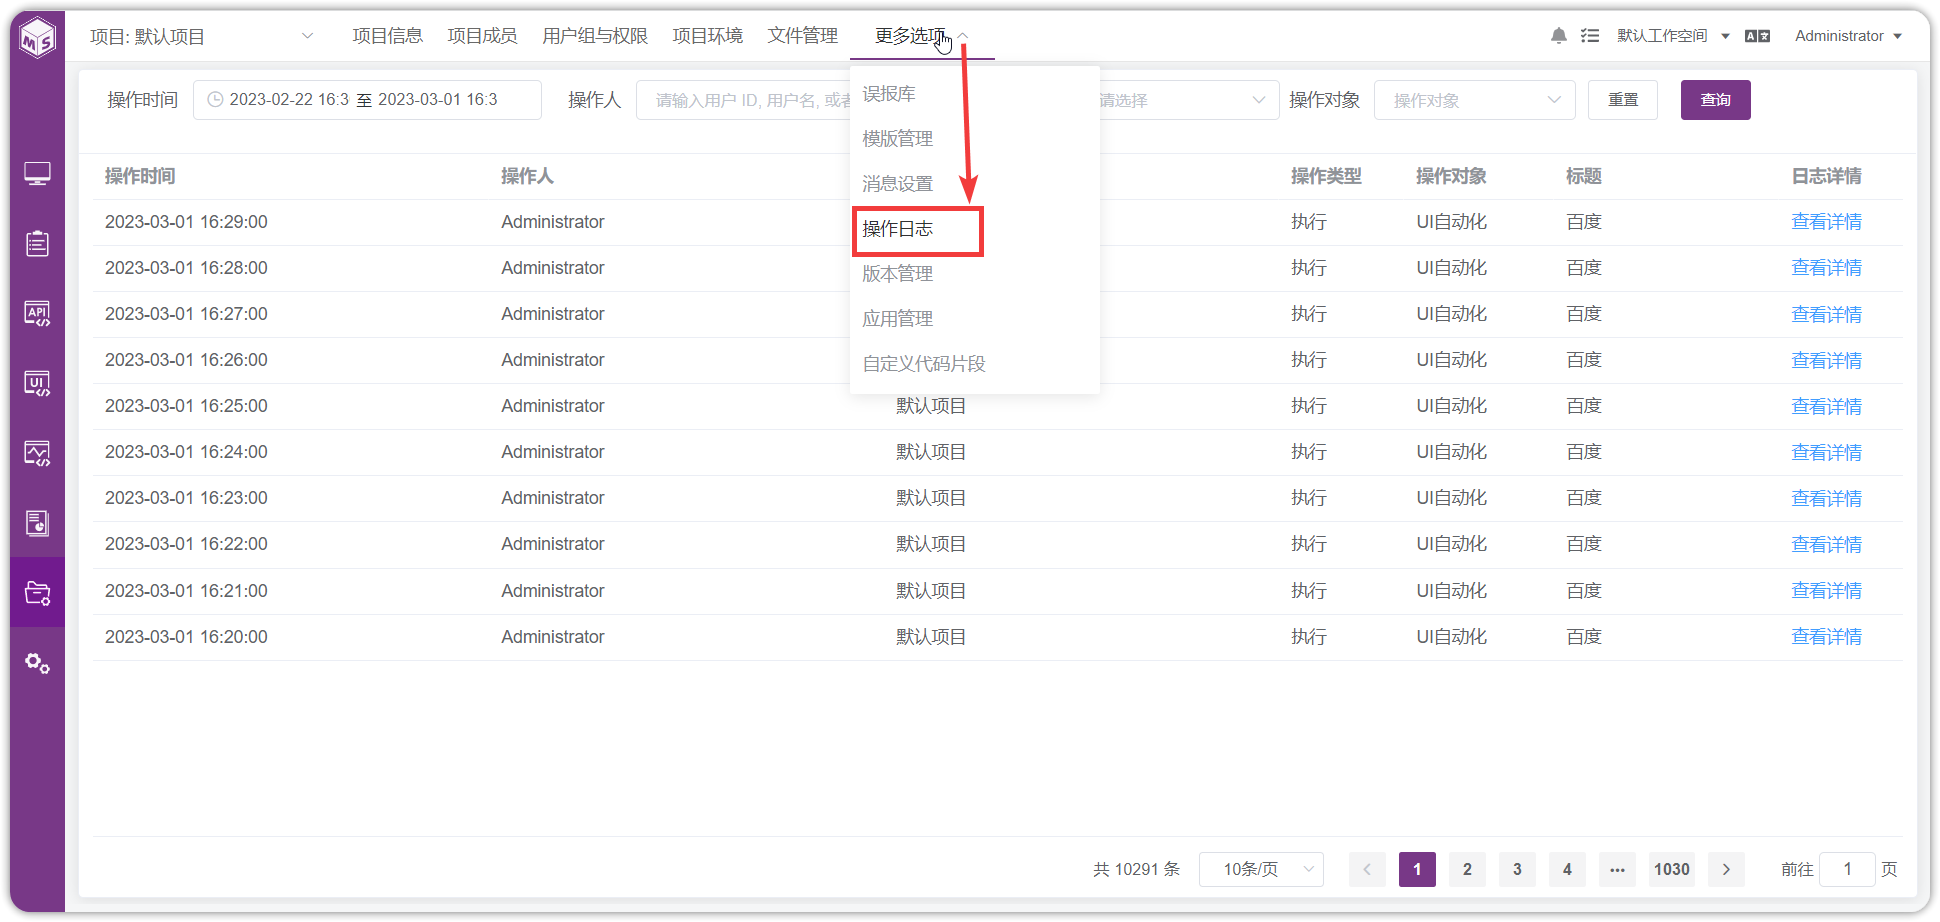 项目: 默认项目 项目信息 项目成员 用户组与权限 项目环境 文件管理 更多选项 默认工作空间 Administrator
操作时间 2023-02-22 16:3 至 2023-03-01 16:3 操作人 请输入用户 ID, 用户名, 或者 请选择 操作对象 操作对象 重置 查询
误报库
模版管理
消息设置
操作日志
版本管理
应用管理
自定义代码片段
操作时间 操作人 操作类型 操作对象 标题 日志详情
2023-03-01 16:29:00 Administrator 执行 UI自动化 百度 查看详情
2023-03-01 16:28:00 Administrator 执行 UI自动化 百度 查看详情
2023-03-01 16:27:00 Administrator 执行 UI自动化 百度 查看详情
2023-03-01 16:26:00 Administrator 执行 UI自动化 百度 查看详情
2023-03-01 16:25:00 Administrator 默认项目 执行 UI自动化 百度 查看详情
2023-03-01 16:24:00 Administrator 默认项目 执行 UI自动化 百度 查看详情
2023-03-01 16:23:00 Administrator 默认项目 执行 UI自动化 百度 查看详情
2023-03-01 16:22:00 Administrator 默认项目 执行 UI自动化 百度 查看详情
2023-03-01 16:21:00 Administrator 默认项目 执行 UI自动化 百度 查看详情
2023-03-01 16:20:00 Administrator 默认项目 执行 UI自动化 百度 查看详情
共 10291 条 10条/页 1 2 3 4 ··· 1030 前往 1 页
MS
API
UI